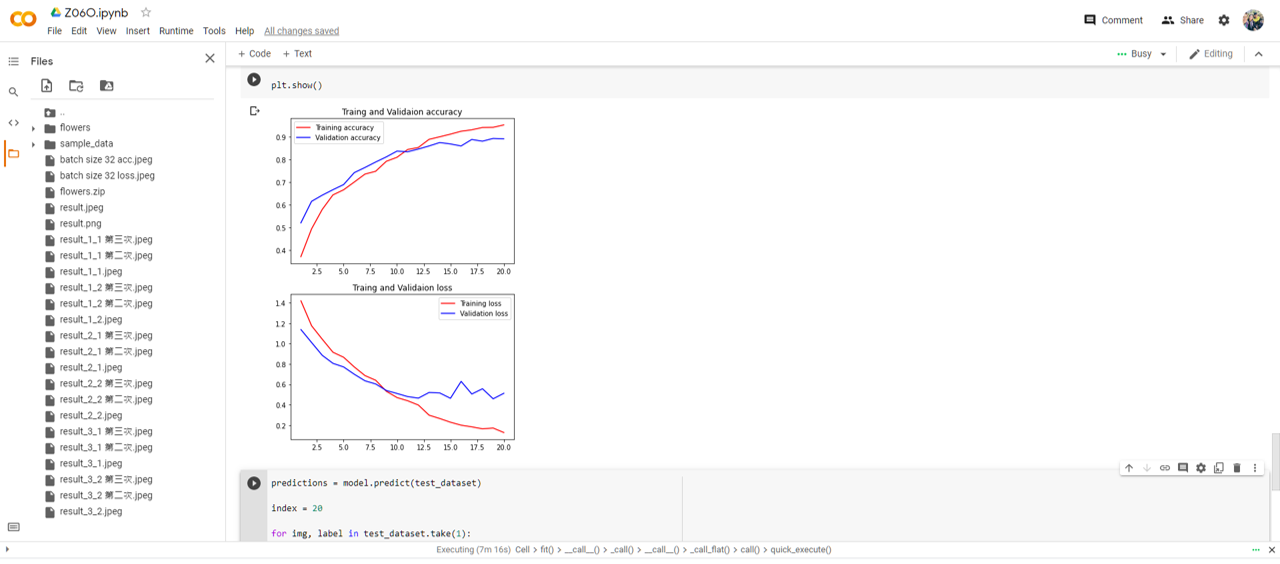 Z06O.ipynb
File Edit View Insert Runtime Tools Help All changes saved
Comment Share
Files
+ Code + Text
Busy
Editing
..
flowers
sample_data
batch size 32 acc.jpeg
batch size 32 loss.jpeg
flowers.zip
result.jpeg
result.png
result_1_1 第三次.jpeg
result_1_1 第二次.jpeg
result_1_1.jpeg
result_1_2 第三次.jpeg
result_1_2 第二次.jpeg
result_1_2.jpeg
result_2_1 第三次.jpeg
result_2_1 第二次.jpeg
result_2_1.jpeg
result_2_2 第三次.jpeg
result_2_2 第二次.jpeg
result_2_2.jpeg
result_3_1 第三次.jpeg
result_3_1 第二次.jpeg
result_3_1.jpeg
result_3_2 第三次.jpeg
result_3_2 第二次.jpeg
result_3_2.jpeg
plt.show()
Traing and Validaion accuracy
Training accuracy
Validation accuracy
0.9
0.8
0.7
0.6
0.5
0.4
2.5 5.0 7.5 10.0 12.5 15.0 17.5 20.0
Traing and Validaion loss
Training loss
Validation loss
1.4
1.2
1.0
0.8
0.6
0.4
0.2
2.5 5.0 7.5 10.0 12.5 15.0 17.5 20.0
predictions = model.predict(test_dataset)
index = 20
for img, label in test_dataset.take(1):
Executing (7m 16s) Cell > fit() > __call__() > _call() > __call__() > _call_flat() > call() > quick_execute()